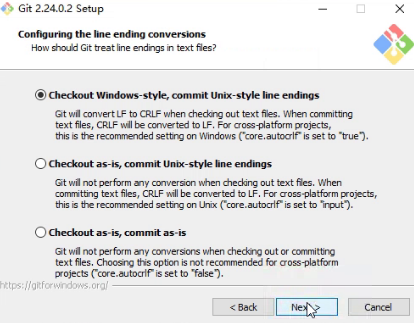 Git 2.24.0.2 Setup
Configuring the line ending conversions
How should Git treat line endings in text files?
Checkout Windows-style, commit Unix-style line endings
Git will convert LF to CRLF when checking out text files. When committing
text files, CRLF will be converted to LF. For cross-platform projects,
this is the recommended setting on Windows ("core.autocrlf" is set to "true").
Checkout as-is, commit Unix-style line endings
Git will not perform any conversion when checking out text files. When
committing text files, CRLF will be converted to LF. For cross-platform projects,
this is the recommended setting on Unix ("core.autocrlf" is set to "input").
Checkout as-is, commit as-is
Git will not perform any conversions when checking out or committing
text files. Choosing this option is not recommended for cross-platform
projects ("core.autocrlf" is set to "false").
https://gitforwindows.org/
< Back
Next >
Cancel